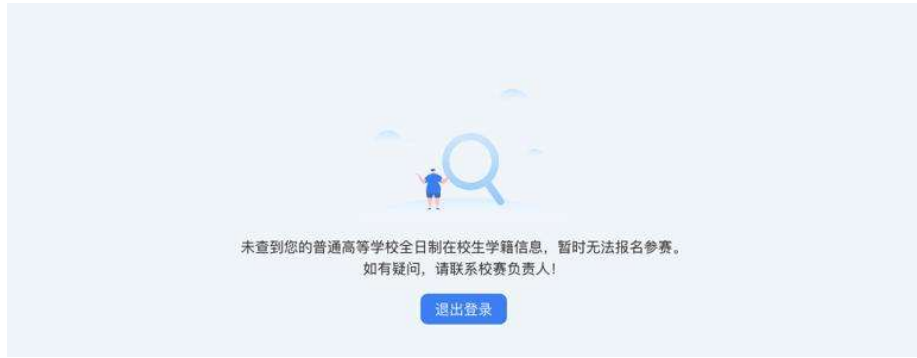 未查到您的普通高等学校全日制在校生学籍信息，暂时无法报名参赛。
如有疑问，请联系校赛负责人！
退出登录